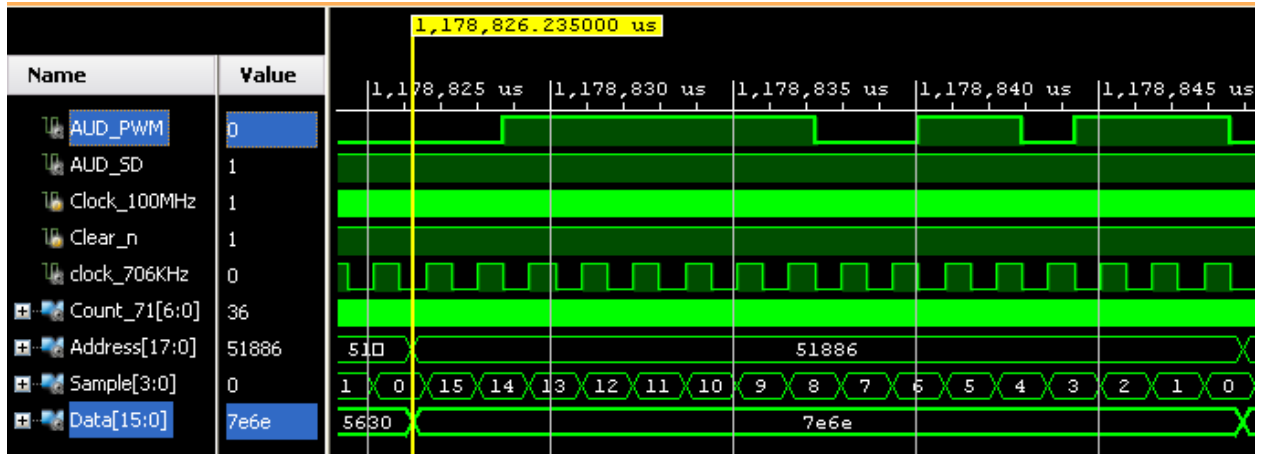 1,178,826.235000 us
Name Value
1,178,825 us 1,178,830 us 1,178,835 us 1,178,840 us 1,178,845 us
AUD_PWM 0
AUD_SD 1
Clock_100MHz 1
Clear_n 1
clock_706KHz 0
Count_71[6:0] 36
Address[17:0] 51886 51 51886
Sample[3:0] 0 1 0 15 14 13 12 11 10 9 8 7 6 5 4 3 2 1 0
Data[15:0] 7e6e 5630 7e6e